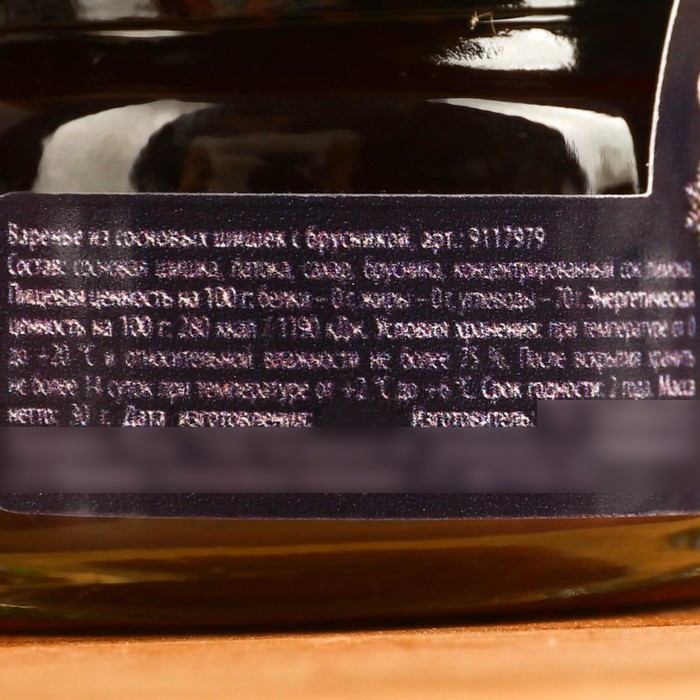 Варенье из сосновых шишек с брусникой, арт.: 9117979
Состав: сосновая шишка, патока, сахар, брусника, концентрированный сок лимона
Пищевая ценность на 100 г: белки – 0 г, жиры – 0 г, углеводы – 70 г. Энергетическая
ценность на 100 г: 280 ккал / 1190 кДж. Условия хранения: при температуре от 0
до +20 °С и относительной влажности не более 75 %. После вскрытия хранить
не более 14 суток при температуре от +2 °С до +6 °С. Срок годности: 2 года. Масса
нетто: 30 г. Дата изготовления: Изготовитель: